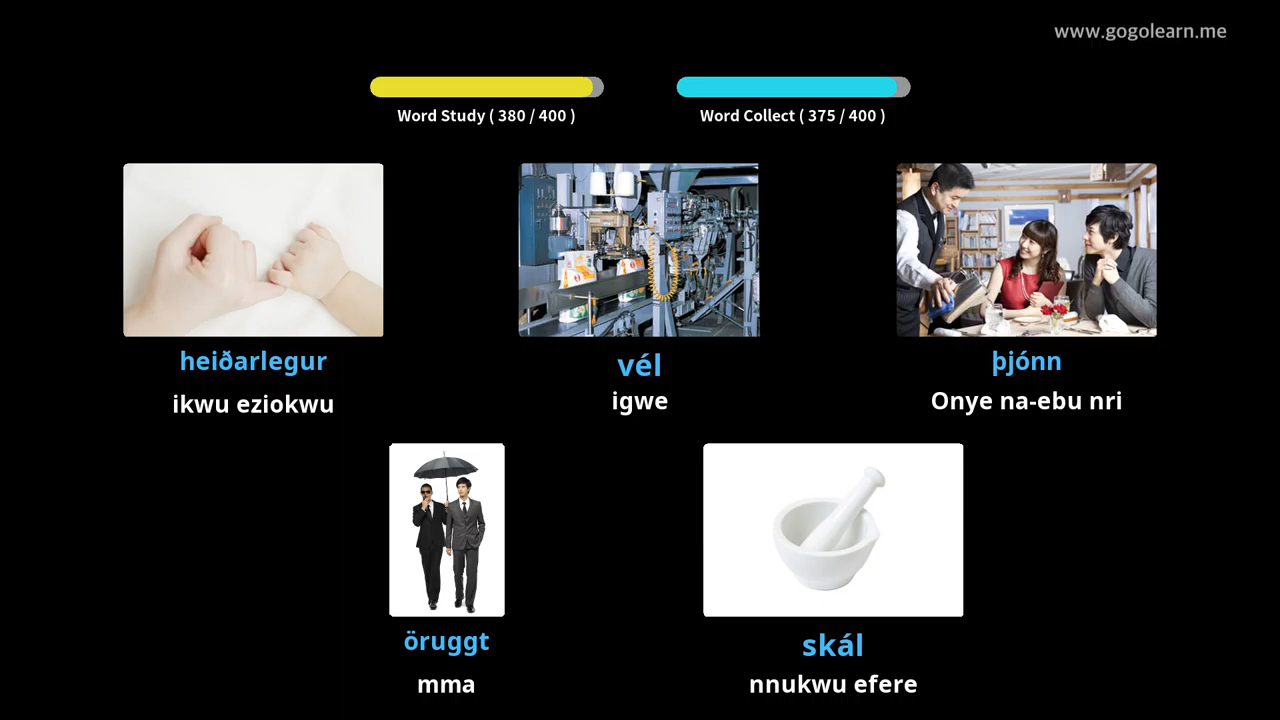 www.gogolearn.me
Word Study ( 380 / 400 )
Word Collect ( 375 / 400 )
heiðarlegur
ikwu eziokwu
vél
igwe
þjónn
Onye na-ebu nri
öruggt
mma
skál
nnukwu efere